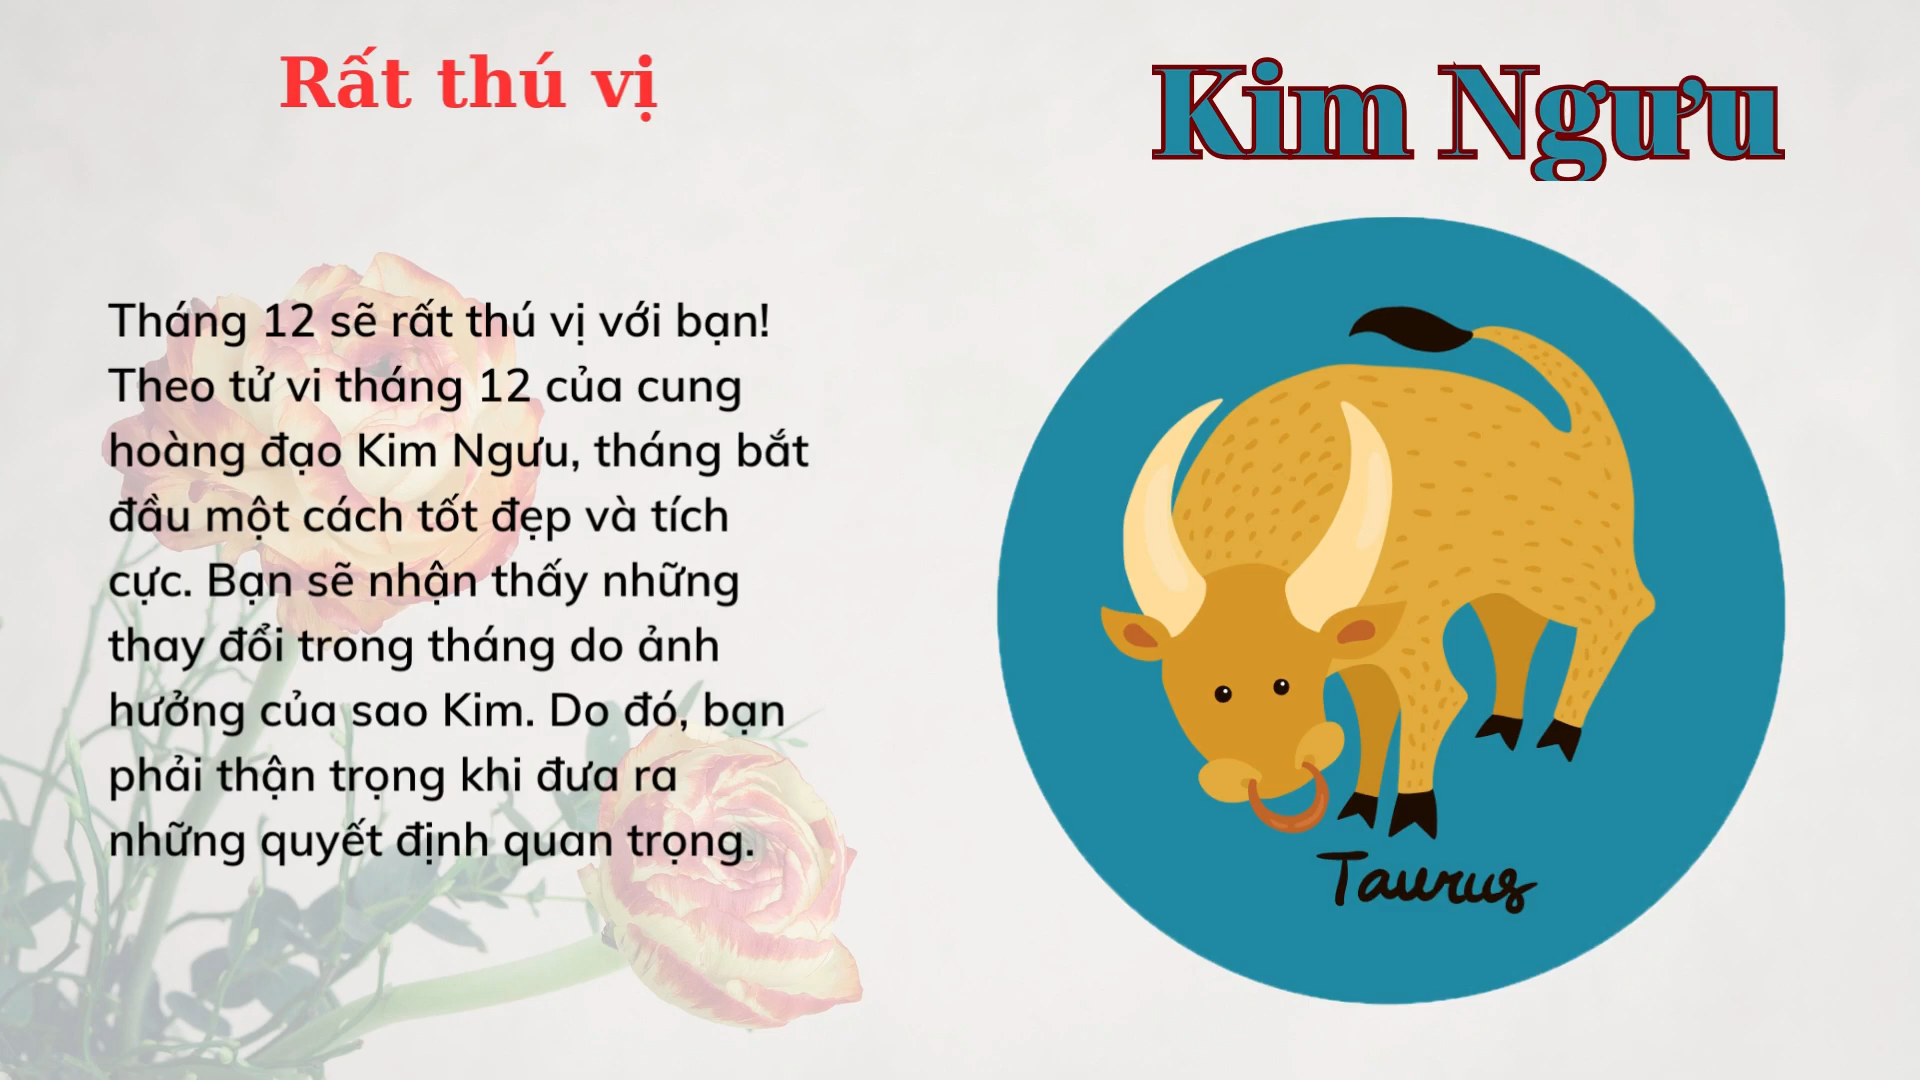 Rất thú vị
Kim Ngưu
Tháng 12 sẽ rất thú vị với bạn!
Theo tử vi tháng 12 của cung
hoàng đạo Kim Ngưu, tháng bắt
đầu một cách tốt đẹp và tích
cực. Bạn sẽ nhận thấy những
thay đổi trong tháng do ảnh
hưởng của sao Kim. Do đó, bạn
phải thận trọng khi đưa ra
những quyết định quan trọng.
Taurus